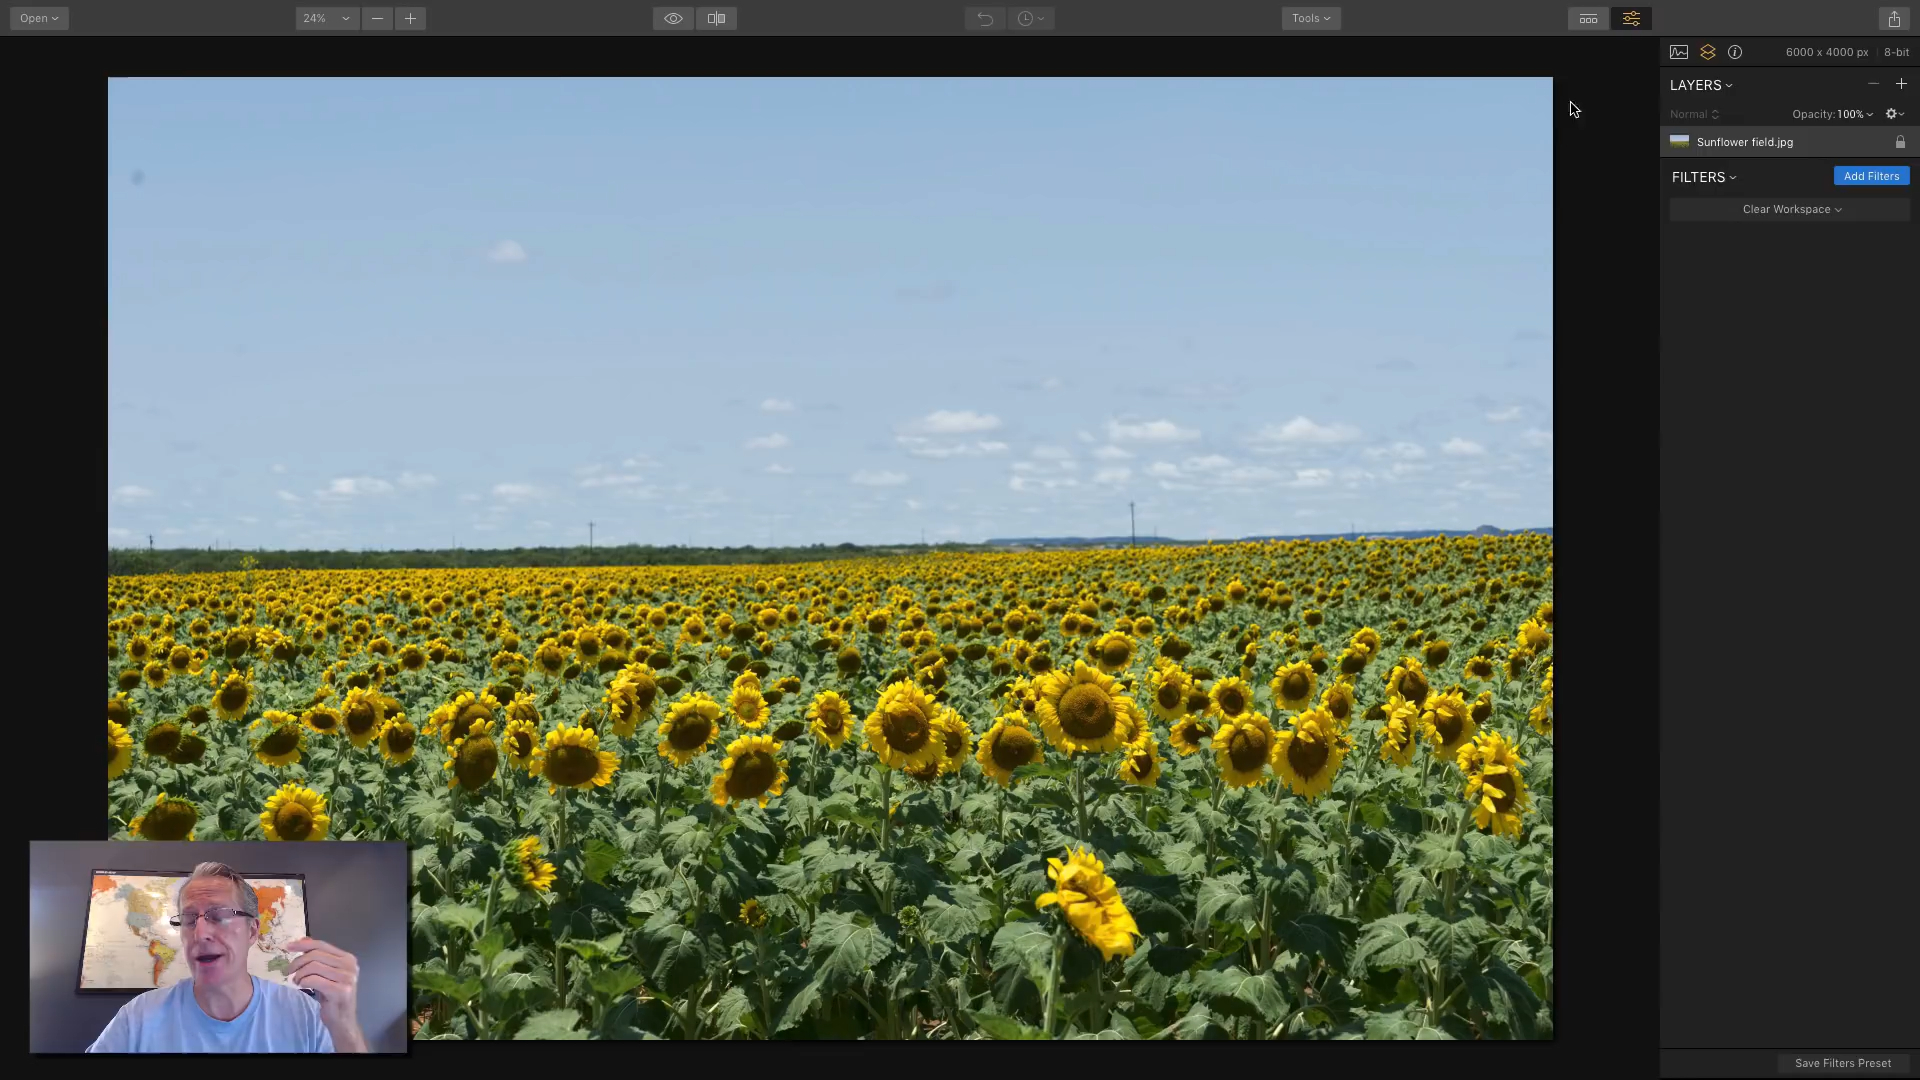 Open
24%
Tools
6000 x 4000 px
8-bit
LAYERS
Normal
Opacity: 100%
Sunflower field.jpg
FILTERS
Add Filters
Clear Workspace
Save Filters Preset